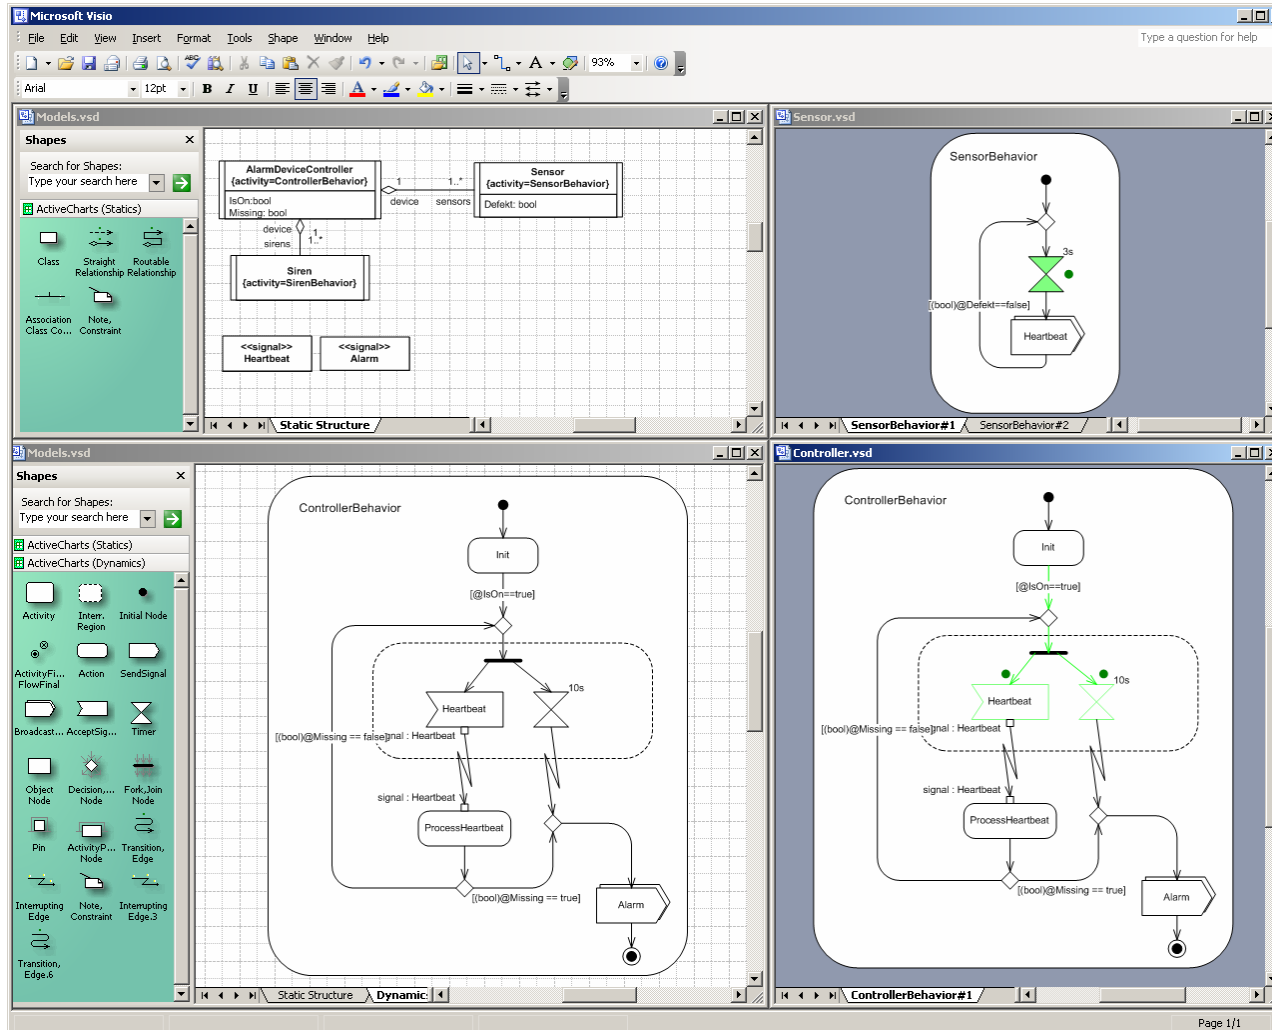 Microsoft Visio
File Edit View Insert Format Tools Shape Window Help
Type a question for help
93%
Arial 12pt B I U A
Models.vsd
Shapes
Search for Shapes:
Type your search here
ActiveCharts (Statics)
Class Straight Relationship Routable Relationship
Association Class Co... Note, Constraint
AlarmDeviceController
{activity=ControllerBehavior}
IsOn:bool
Missing: bool
1 1..*
device sensors
Sensor
{activity=SensorBehavior}
Defekt: bool
device 1
sirens 1..*
Siren
{activity=SirenBehavior}
<<signal>>
Heartbeat
<<signal>>
Alarm
Static Structure
Sensor.vsd
SensorBehavior
3s
[(bool)@Defekt==false]
Heartbeat
SensorBehavior#1 SensorBehavior#2
Models.vsd
Shapes
Search for Shapes:
Type your search here
ActiveCharts (Statics)
ActiveCharts (Dynamics)
Activity Interr. Region Initial Node
ActivityFi... FlowFinal Action SendSignal
Broadcast... AcceptSig... Timer
Object Node Decision,... Node Fork,Join Node
Pin ActivityP... Node Transition, Edge
Interrupting Edge Note, Constraint Interrupting Edge.3
Transition, Edge.6
ControllerBehavior
Init
[@IsOn==true]
10s
Heartbeat
[(bool)@Missing == false]
gnal : Heartbeat
signal : Heartbeat
ProcessHeartbeat
[(bool)@Missing == true]
Alarm
Static Structure Dynamic
Controller.vsd
ControllerBehavior
Init
[@IsOn==true]
10s
Heartbeat
[(bool)@Missing == false]
gnal : Heartbeat
signal : Heartbeat
ProcessHeartbeat
[(bool)@Missing == true]
Alarm
ControllerBehavior#1
Page 1/1